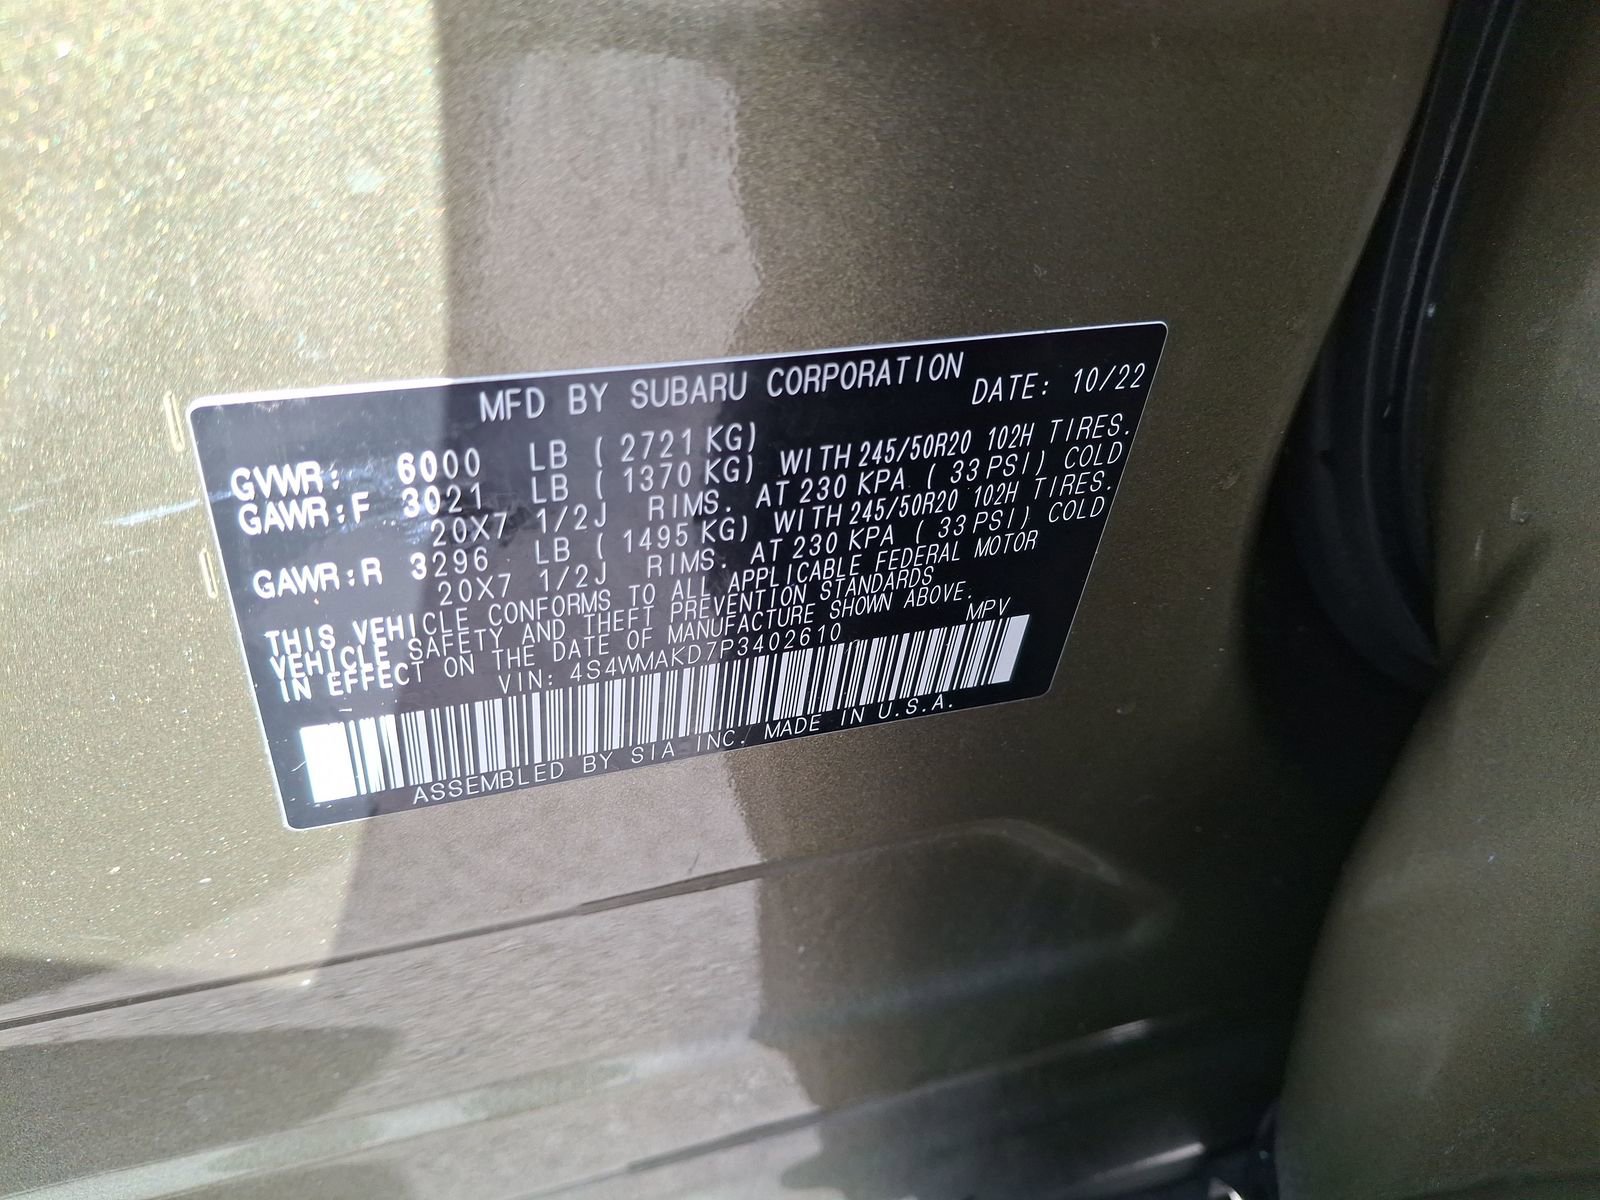 MFD BY SUBARU CORPORATION DATE: 10/22
GVWR: 6000 LB ( 2721 KG)
GAWR:F 3021 LB ( 1370 KG) WITH 245/50R20 102H TIRES.
20X7 1/2J RIMS. AT 230 KPA ( 33 PSI) COLD
GAWR:R 3296 LB ( 1495 KG) WITH 245/50R20 102H TIRES.
20X7 1/2J RIMS. AT 230 KPA ( 33 PSI) COLD
THIS VEHICLE CONFORMS TO ALL APPLICABLE FEDERAL MOTOR
VEHICLE SAFETY AND THEFT PREVENTION STANDARDS
IN EFFECT ON THE DATE OF MANUFACTURE SHOWN ABOVE.
VIN: 4S4WMAKD7P3402610 MPV
ASSEMBLED BY SIA INC. MADE IN U.S.A.